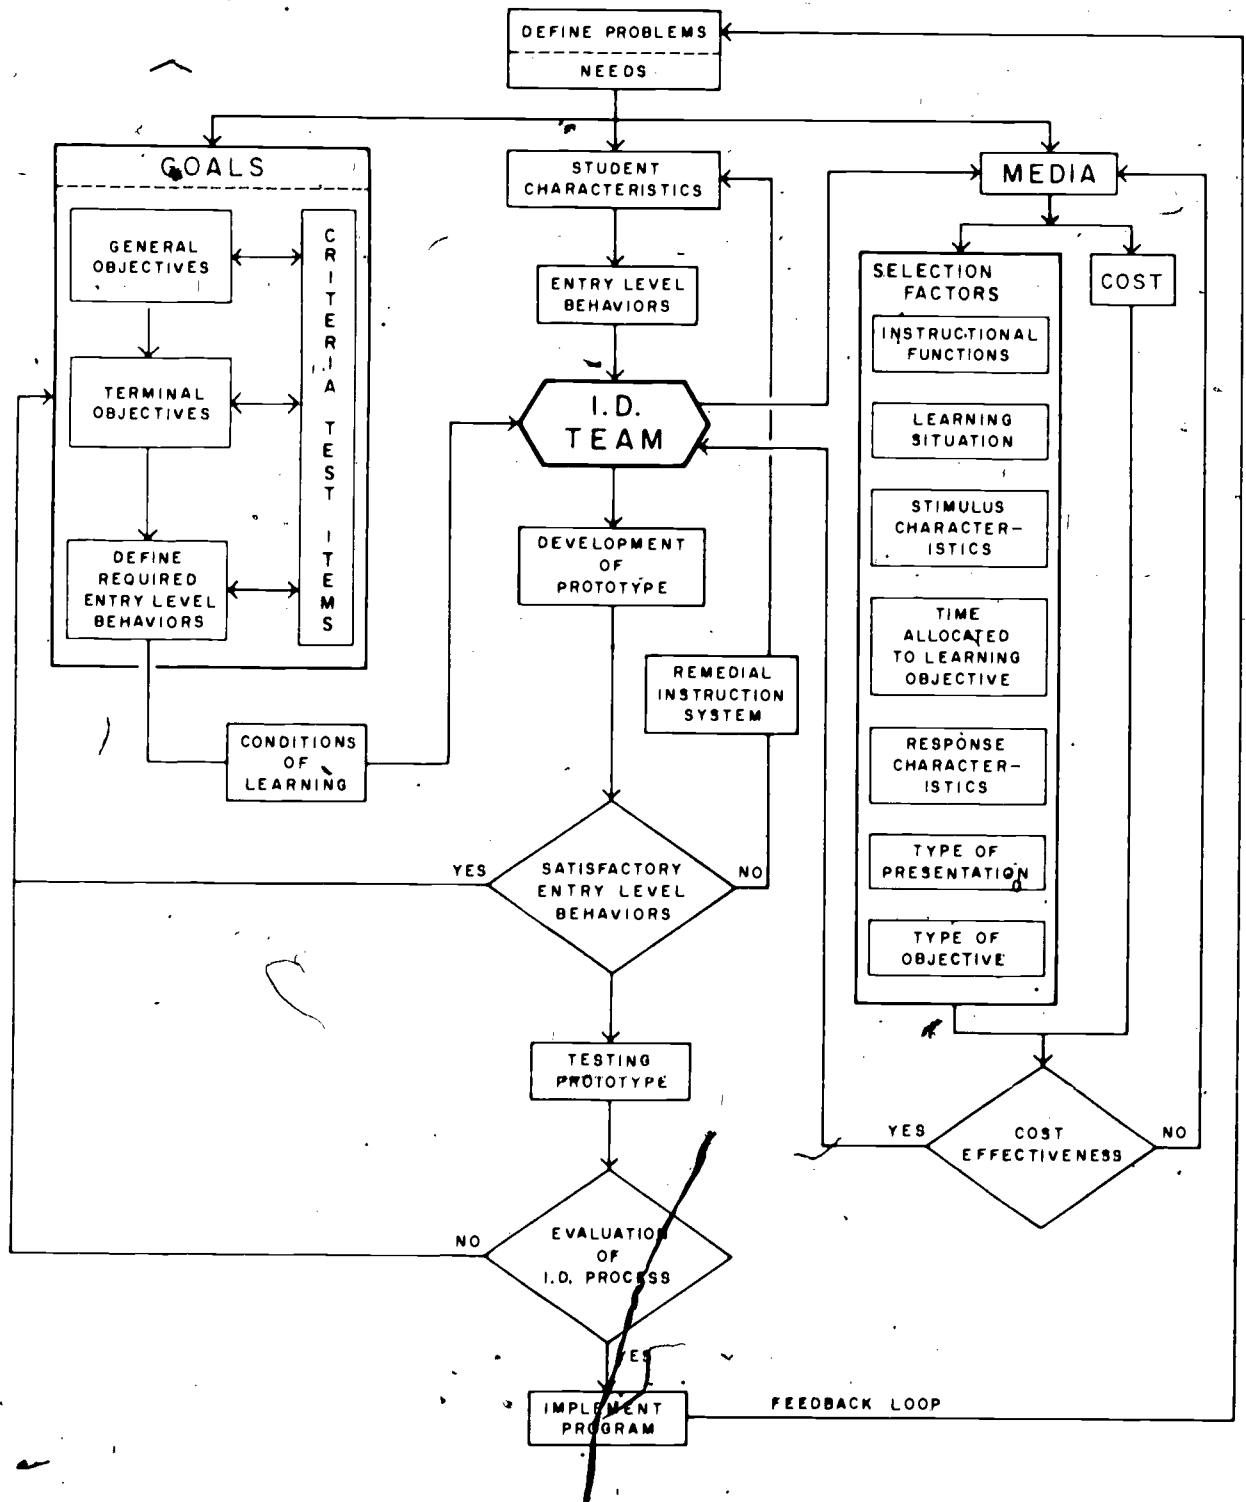 DEFINE PROBLEMS
NEEDS
GOALS
GENERAL
OBJECTIVES
TERMINAL
OBJECTIVES
DEFINE
REQUIRED
ENTRY LEVEL
BEHAVIORS
CRITERIA TEST ITEMS
CONDITIONS
OF
LEARNING
STUDENT
CHARACTERISTICS
ENTRY LEVEL
BEHAVIORS
I.D.
TEAM
DEVELOPMENT
OF
PROTOTYPE
REMEDIAL
INSTRUCTION
SYSTEM
YES
SATISFACTORY
ENTRY LEVEL
BEHAVIORS
NO
TESTING
PROTOTYPE
NO
EVALUATION
OF
I.D. PROCESS
YES
IMPLEMENT
PROGRAM
FEEDBACK LOOP
MEDIA
SELECTION
FACTORS
INSTRUCTIONAL
FUNCTIONS
LEARNING
SITUATION
STIMULUS
CHARACTER-
ISTICS
TIME
ALLOCATED
TO LEARNING
OBJECTIVE
RESPONSE
CHARACTER-
ISTICS
TYPE OF
PRESENTATION
TYPE OF
OBJECTIVE
COST
YES
COST
EFFECTIVENESS
NO